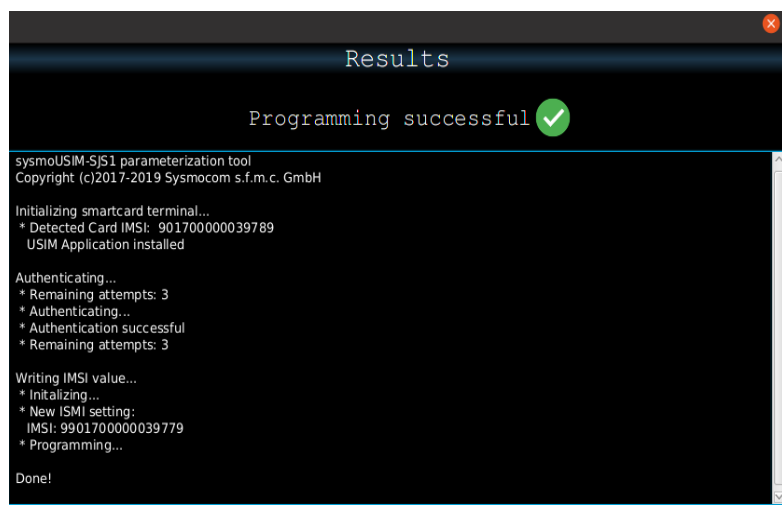 Results
Programming successful
sysmoUSIM-SJS1 parameterization tool
Copyright (c)2017-2019 Sysmocom s.f.m.c. GmbH
Initializing smartcard terminal...
* Detected Card IMSI:  901700000039789
USIM Application installed
Authenticating...
* Remaining attempts: 3
* Authenticating...
* Authentication successful
* Remaining attempts: 3
Writing IMSI value...
* Initalizing...
* New ISMI setting:
IMSI: 9901700000039779
* Programming...
Done!